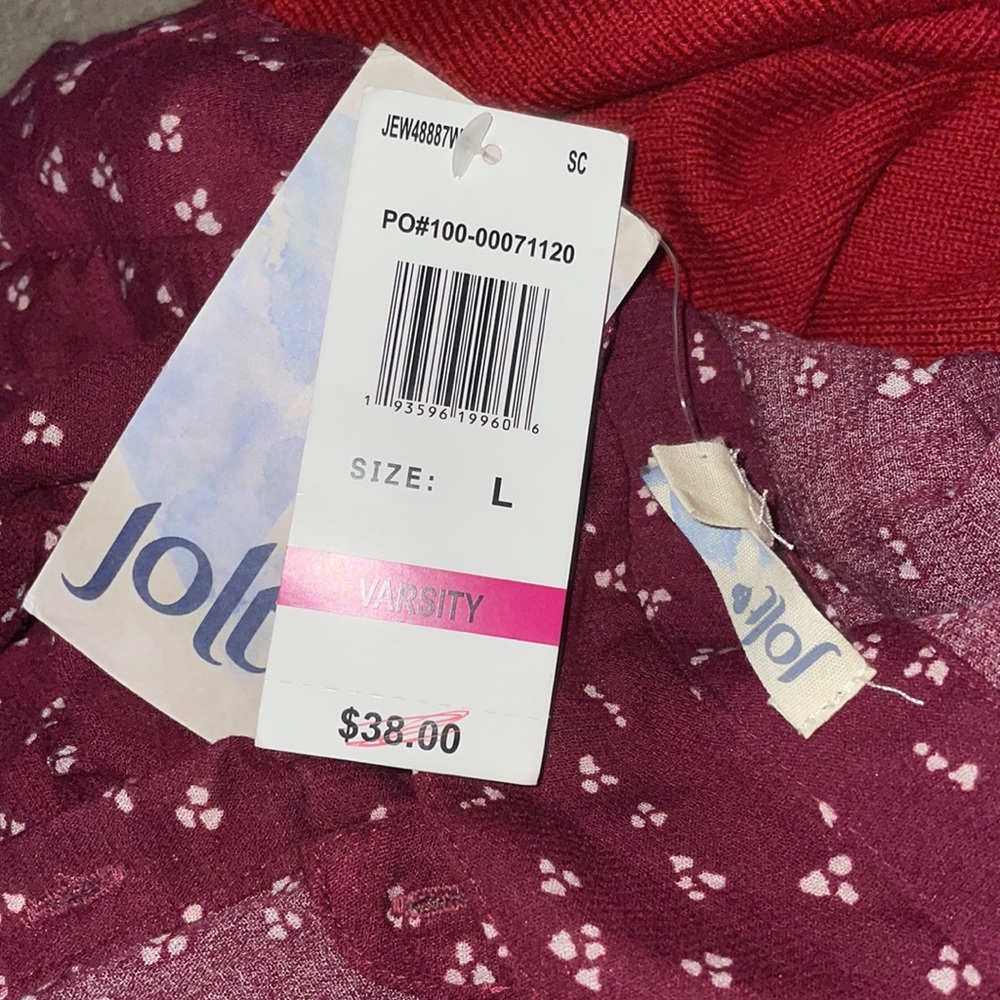 JEW48887W
SC
PO#100-00071120
1 93596 19960 6
SIZE: L
VARSITY
$38.00
Jolt
Jolt